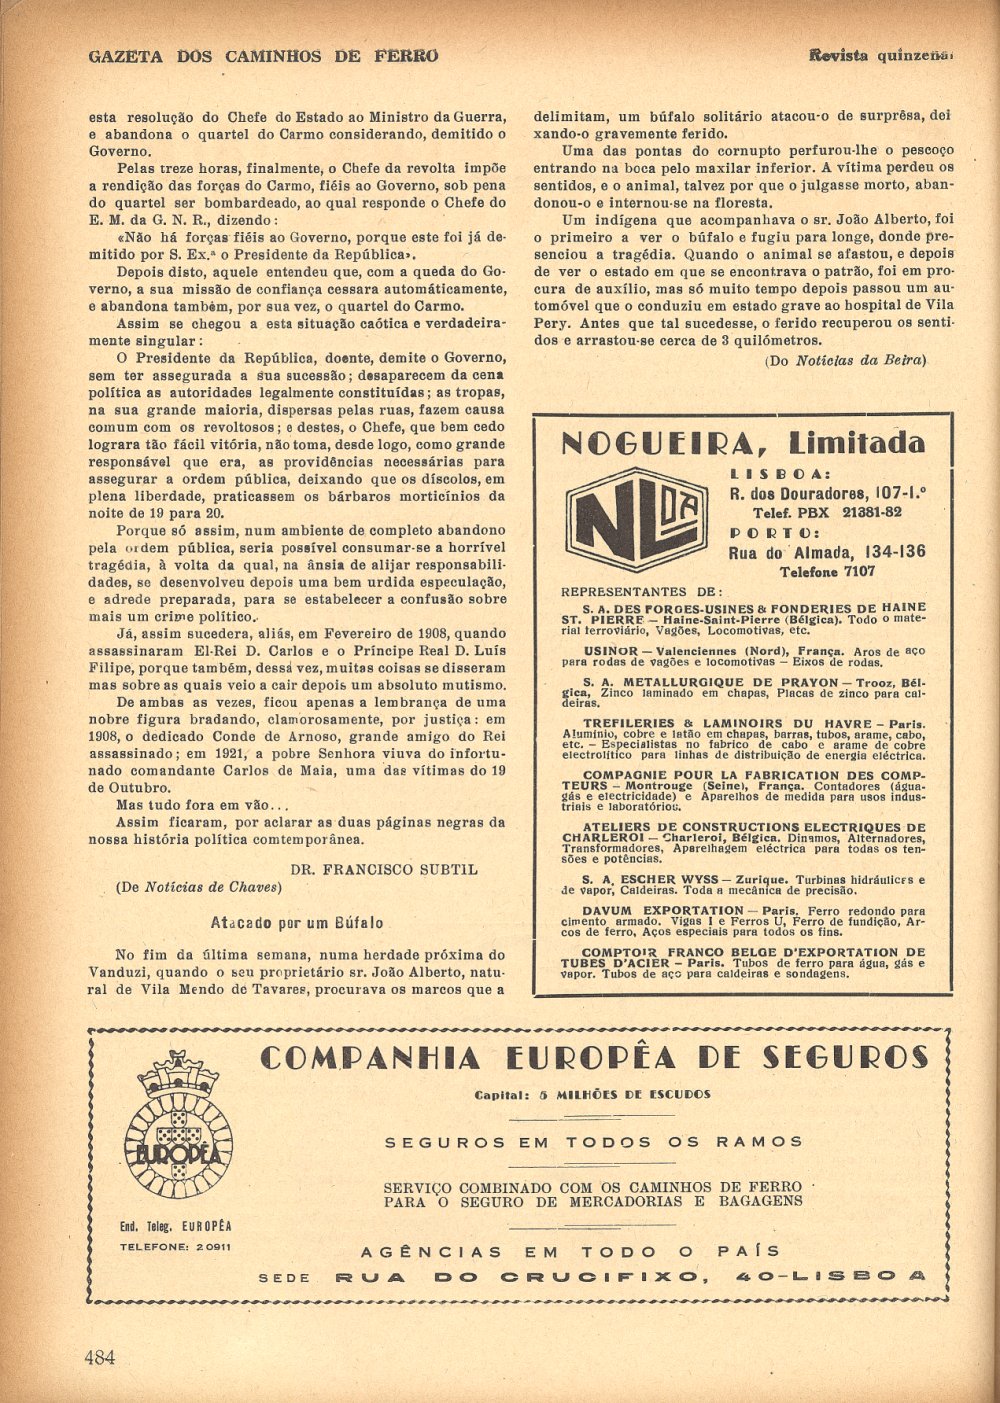 GAZETA DOS CAMINHOS DE FERRO
Revista quinzenal
esta resolução do Chefe do Estado ao Ministro da Guerra,
e abandona o quartel do Carmo considerando, demitido o
Governo.
Pelas treze horas, finalmente, o Chefe da revolta impõe
a rendição das forças do Carmo, fiéis ao Governo, sob pena
do quartel ser bombardeado, ao qual responde o Chefe do
E. M. da G. N. R., dizendo:
«Não há forças fiéis ao Governo, porque este foi já de-
mitido por S. Ex.ª o Presidente da República».
Depois disto, aquele entendeu que, com a queda do Go-
verno, a sua missão de confiança cessara automáticamente,
e abandona também, por sua vez, o quartel do Carmo.
Assim se chegou a esta situação caótica e verdadeira-
mente singular:
O Presidente da República, doente, demite o Governo,
sem ter assegurada a sua sucessão; desaparecem da cena
política as autoridades legalmente constituídas; as tropas,
na sua grande maioria, dispersas pelas ruas, fazem causa
comum com os revoltosos; e destes, o Chefe, que bem cedo
lograra tão fácil vitória, não toma, desde logo, como grande
responsável que era, as providências necessárias para
assegurar a ordem pública, deixando que os díscolos, em
plena liberdade, praticassem os bárbaros morticínios da
noite de 19 para 20.
Porque só assim, num ambiente de completo abandono
pela ordem pública, seria possível consumar-se a horrível
tragédia, à volta da qual, na ânsia de alijar responsabili-
dades, se desenvolveu depois uma bem urdida especulação,
e adrede preparada, para se estabelecer a confusão sobre
mais um crime político.
Já, assim sucedera, aliás, em Fevereiro de 1908, quando
assassinaram El-Rei D. Carlos e o Príncipe Real D. Luís
Filipe, porque também, dessa vez, muitas coisas se disseram
mas sobre as quais veio a cair depois um absoluto mutismo.
De ambas as vezes, ficou apenas a lembrança de uma
nobre figura bradando, clamorosamente, por justiça: em
1908, o dedicado Conde de Arnoso, grande amigo do Rei
assassinado; em 1921, a pobre Senhora viuva do infortu-
nado comandante Carlos de Maia, uma das vítimas do 19
de Outubro.
Mas tudo fora em vão...
Assim ficaram, por aclarar as duas páginas negras da
nossa história política comtemporânea.
DR. FRANCISCO SUBTIL
(De Notícias de Chaves)
Atacado por um Búfalo
No fim da última semana, numa herdade próxima do
Vanduzi, quando o seu proprietário sr. João Alberto, natu-
ral de Vila Mendo de Tavares, procurava os marcos que a
delimitam, um búfalo solitário atacou-o de surprêsa, dei
xando-o gravemente ferido.
Uma das pontas do cornupto perfurou-lhe o pescoço
entrando na boca pelo maxilar inferior. A vítima perdeu os
sentidos, e o animal, talvez por que o julgasse morto, aban-
donou-o e internou-se na floresta.
Um indígena que acompanhava o sr. João Alberto, foi
o primeiro a ver o búfalo e fugiu para longe, donde pre-
senciou a tragédia. Quando o animal se afastou, e depois
de ver o estado em que se encontrava o patrão, foi em pro-
cura de auxílio, mas só muito tempo depois passou um au-
tomóvel que o conduziu em estado grave ao hospital de Vila
Pery. Antes que tal sucedesse, o ferido recuperou os senti-
dos e arrastou-se cerca de 3 quilómetros.
(Do Notícias da Beira)
NOGUEIRA, Limitada
NLDA
LISBOA:
R. dos Douradores, 107-1.º
Telef. PBX 21381-82
PORTO:
Rua do Almada, 134-136
Telefone 7107
REPRESENTANTES DE:
S. A. DES FORGES-USINES & FONDERIES DE HAINE
ST. PIERRE — Haine-Saint-Pierre (Bélgica). Todo o mate-
rial ferroviário, Vagões, Locomotivas, etc.
USINOR — Valenciennes (Nord), França. Aros de aço
para rodas de vagões e locomotivas — Eixos de rodas.
S. A. METALLURGIQUE DE PRAYON — Trooz, Bél-
gica, Zinco laminado em chapas, Placas de zinco para cal-
deiras.
TREFILERIES & LAMINOIRS DU HAVRE — Paris.
Alumínio, cobre e latão em chapas, barras, tubos, arame, cabo,
etc. — Especialistas no fabrico de cabo e arame de cobre
electrolítico para linhas de distribuição de energia eléctrica.
COMPAGNIE POUR LA FABRICATION DES COMP-
TEURS — Montrouge (Seine), França. Contadores (água-
gás e electricidade) e Aparelhos de medida para usos indus-
triais e laboratórios.
ATELIERS DE CONSTRUCTIONS ELECTRIQUES DE
CHARLEROI — Charleroi, Bélgica. Dinamos, Alternadores,
Transformadores, Aparelhagem eléctrica para todas os ten-
sões e potências.
S. A. ESCHER WYSS — Zurique. Turbinas hidráulicas e
de vapor, Caldeiras. Toda a mecânica de precisão.
DAVUM EXPORTATION — Paris. Ferro redondo para
cimento armado. Vigas I e Ferros U, Ferro de fundição, Ar-
cos de ferro, Aços especiais para todos os fins.
COMPTOIR FRANCO BELGE D'EXPORTATION DE
TUBES D'ACIER — Paris. Tubos de ferro para água, gás e
vapor. Tubos de aço para caldeiras e sondagens.
COMPANHIA EUROPÊA DE SEGUROS
Capital: 5 MILHÕES DE ESCUDOS
SEGUROS EM TODOS OS RAMOS
SERVIÇO COMBINADO COM OS CAMINHOS DE FERRO
PARA O SEGURO DE MERCADORIAS E BAGAGENS
AGÊNCIAS EM TODO O PAÍS
SEDE RUA DO CRUCIFIXO, 40-LISBOA
EUROPÊA
End. Teleg. EUROPÊA
TELEFONE: 20911
484